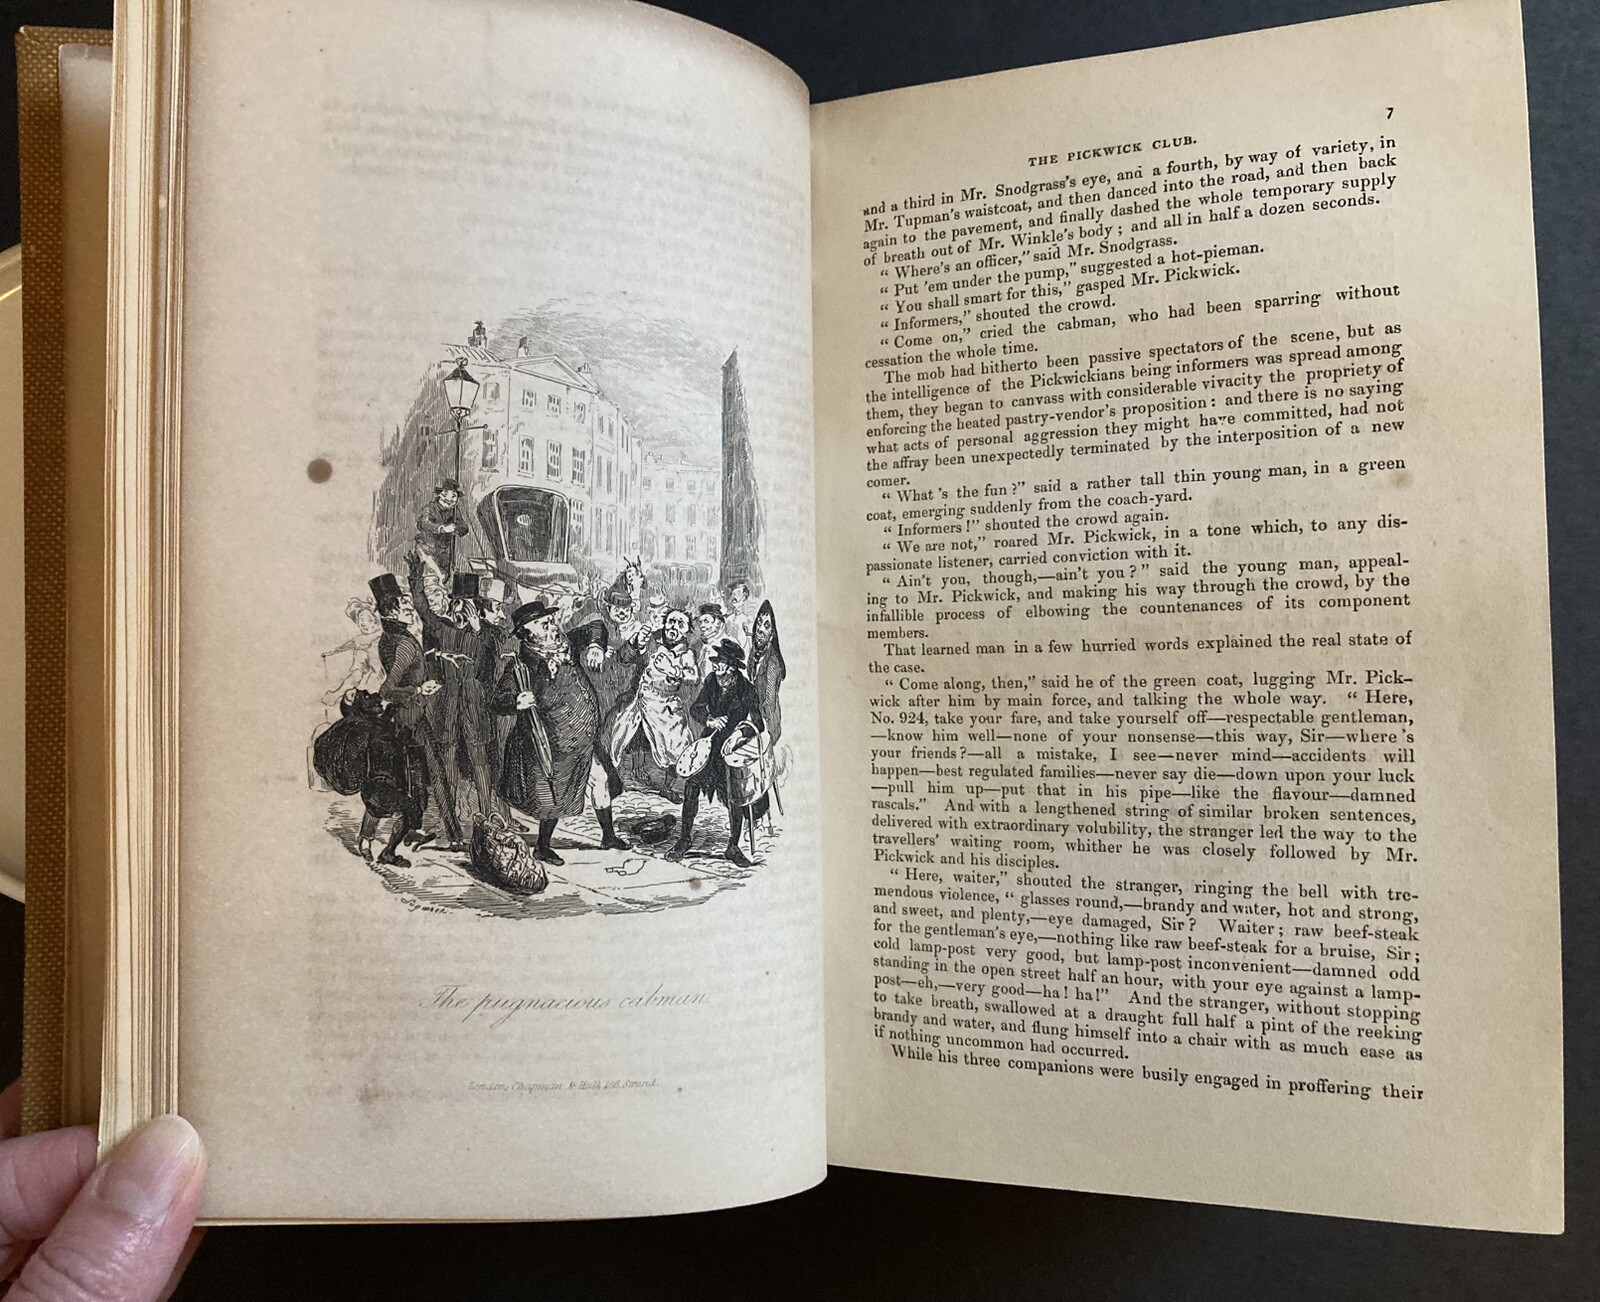 Seymour.
The pugnacious cabman
London, Chapman & Hall, 186 Strand.
7
THE PICKWICK CLUB.
and a third in Mr. Snodgrass's eye, and a fourth, by way of variety, in
Mr. Tupman's waistcoat, and then danced into the road, and then back
again to the pavement, and finally dashed the whole temporary supply
of breath out of Mr. Winkle's body; and all in half a dozen seconds.
“ Where's an officer,” said Mr. Snodgrass.
“ Put 'em under the pump,” suggested a hot-pieman.
“ You shall smart for this,” gasped Mr. Pickwick.
“ Informers,” shouted the crowd.
“ Come on,” cried the cabman, who had been sparring without
cessation the whole time.
The mob had hitherto been passive spectators of the scene, but as
the intelligence of the Pickwickians being informers was spread among
them, they began to canvass with considerable vivacity the propriety of
enforcing the heated pastry-vendor's proposition: and there is no saying
what acts of personal aggression they might have committed, had not
the affray been unexpectedly terminated by the interposition of a new
comer.
“ What 's the fun?” said a rather tall thin young man, in a green
coat, emerging suddenly from the coach-yard.
“ Informers!” shouted the crowd again.
“ We are not,” roared Mr. Pickwick, in a tone which, to any dis-
passionate listener, carried conviction with it.
“ Ain't you, though,—ain't you?” said the young man, appeal-
ing to Mr. Pickwick, and making his way through the crowd, by the
infallible process of elbowing the countenances of its component
members.
That learned man in a few hurried words explained the real state of
the case.
“ Come along, then,” said he of the green coat, lugging Mr. Pick-
wick after him by main force, and talking the whole way. “ Here,
No. 924, take your fare, and take yourself off—respectable gentleman,
—know him well—none of your nonsense—this way, Sir—where 's
your friends?—all a mistake, I see—never mind—accidents will
happen—best regulated families—never say die—down upon your luck
—pull him up—put that in his pipe—like the flavour—damned
rascals.” And with a lengthened string of similar broken sentences,
delivered with extraordinary volubility, the stranger led the way to the
travellers' waiting room, whither he was closely followed by Mr.
Pickwick and his disciples.
“ Here, waiter,” shouted the stranger, ringing the bell with tre-
mendous violence, “ glasses round,—brandy and water, hot and strong,
and sweet, and plenty,—eye damaged, Sir? Waiter; raw beef-steak
for the gentleman's eye,—nothing like raw beef-steak for a bruise, Sir;
cold lamp-post very good, but lamp-post inconvenient—damned odd
standing in the open street half an hour, with your eye against a lamp-
post—eh,—very good—ha! ha!” And the stranger, without stopping
to take breath, swallowed at a draught full half a pint of the reeking
brandy and water, and flung himself into a chair with as much ease as
if nothing uncommon had occurred.
While his three companions were busily engaged in proffering their